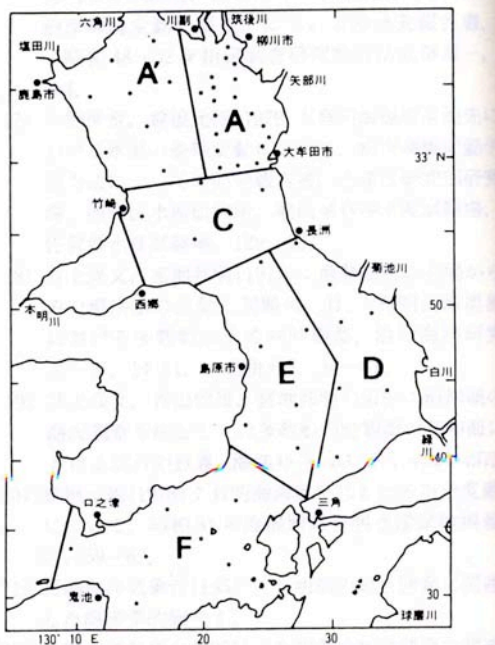 六角川
川副
筑後川
柳川市
塩田川
鹿島市
A
A
矢部川
大牟田市
33° N
竹崎
C
長洲
菊池川
西郷
本明川
50
島原市
E
D
白川
緑川
40
口之津
三角
F
鬼池
30
球磨川
130° 10 E
20
30